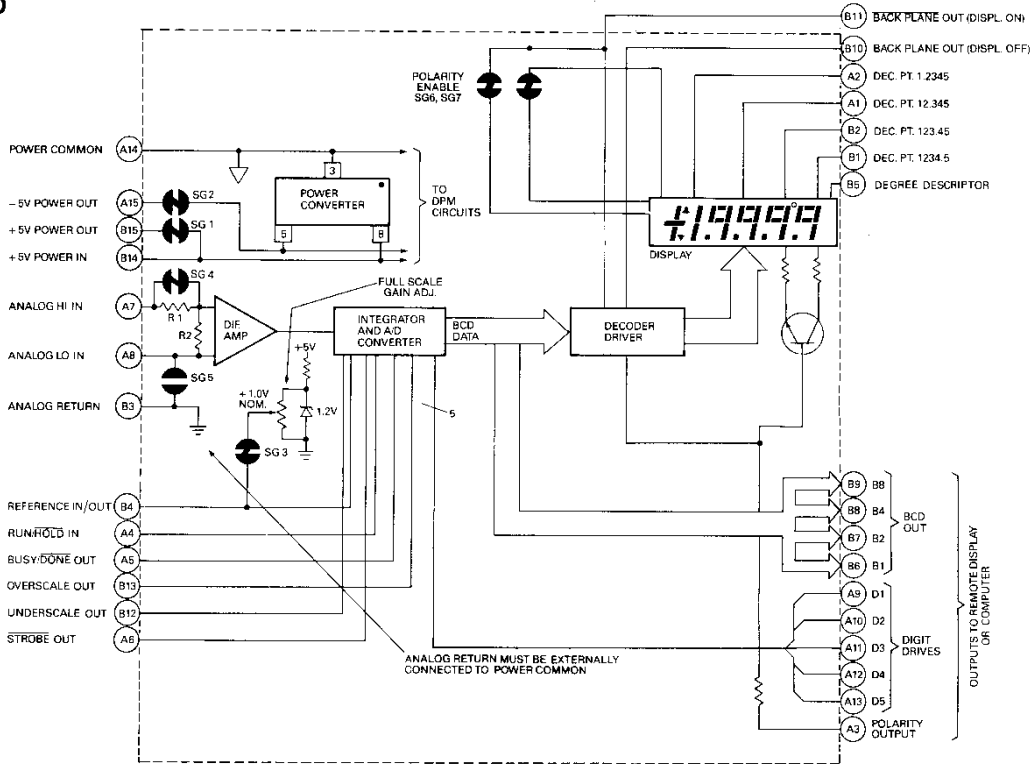 B11 BACK PLANE OUT (DISPL. ON)
B10 BACK PLANE OUT (DISPL. OFF)
POLARITY
ENABLE
SG6, SG7
A2 DEC. PT. 1.2345
A1 DEC. PT. 12.345
B2 DEC. PT. 123.45
B1 DEC. PT. 1234.5
B5 DEGREE DESCRIPTOR
POWER COMMON A14
-5V POWER OUT A15
+5V POWER OUT B15
+5V POWER IN B14
SG2
SG1
3
POWER
CONVERTER
5
8
TO
DPM
CIRCUITS
±1.9.9.9.9
DISPLAY
ANALOG HI IN A7
ANALOG LO IN A8
ANALOG RETURN B3
SG4
R1
R2
SG5
DIF.
AMP
FULL SCALE
GAIN ADJ.
+5V
+1.0V
NOM.
1.2V
SG3
INTEGRATOR
AND A/D
CONVERTER
BCD
DATA
DECODER
DRIVER
5
REFERENCE IN/OUT B4
RUN/HOLD IN A4
BUSY/DONE OUT A5
OVERSCALE OUT B13
UNDERSCALE OUT B12
STROBE OUT A6
ANALOG RETURN MUST BE EXTERNALLY
CONNECTED TO POWER COMMON
B9 B8
B8 B4
B7 B2
B6 B1
BCD
OUT
A9 D1
A10 D2
A11 D3
A12 D4
A13 D5
DIGIT
DRIVES
A3 POLARITY
OUTPUT
OUTPUTS TO REMOTE DISPLAY
OR COMPUTER